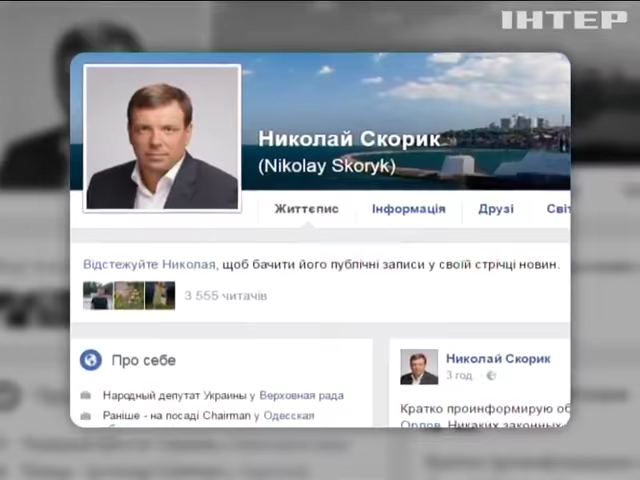 ІНТЕР
Николай Скорик
(Nikolay Skoryk)
Життєпис Інформація Друзі Світ
Відстежуйте Николая, щоб бачити його публічні записи у своїй стрічці новин.
3 555 читачів
Про себе
Народный депутат Украины у Верховная рада
Раніше - на посаді Chairman у Одесская
Николай Скорик
3 год.
Кратко проинформирую об
Орлов. Никаких законных